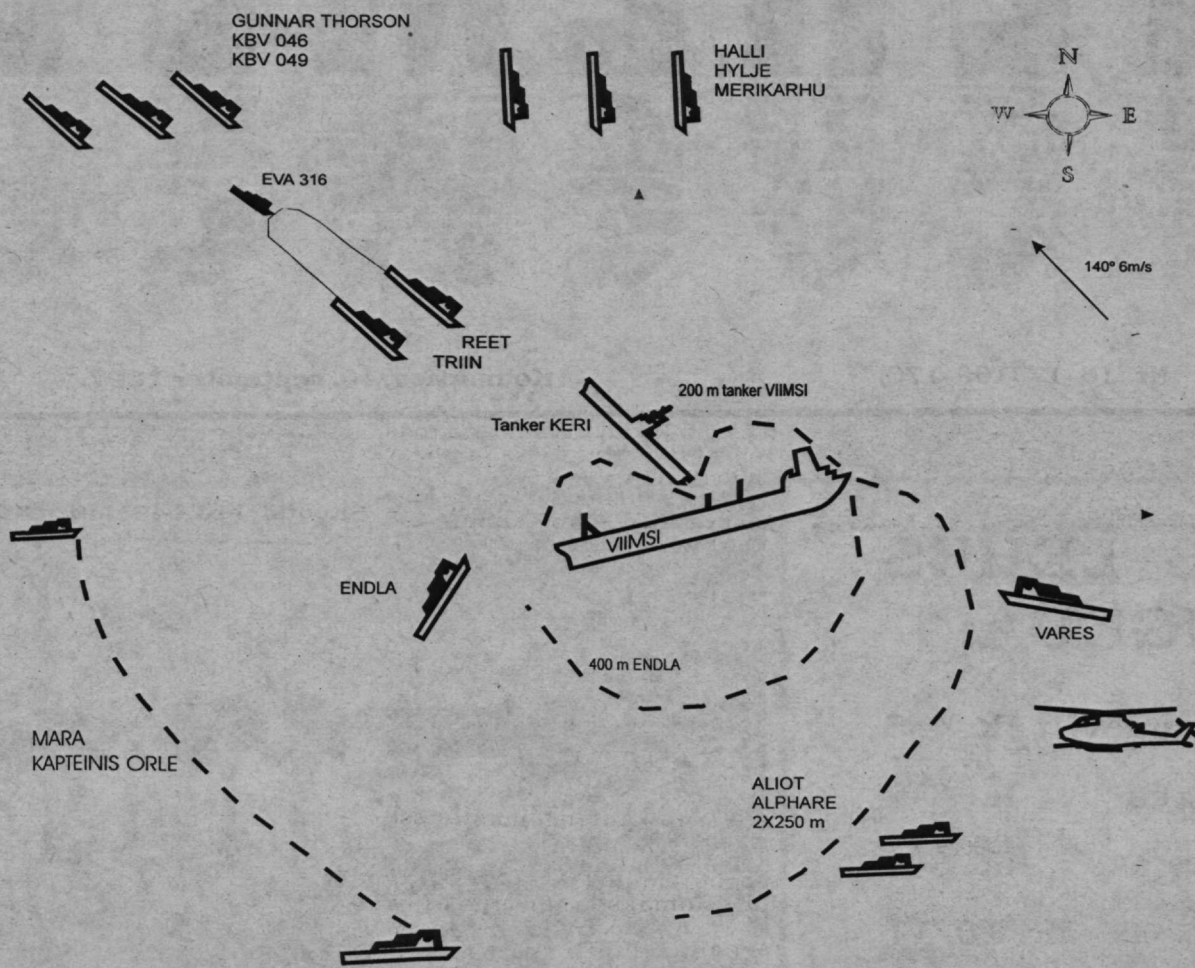 GUNNAR THORSON
KBV 046
KBV 049
HALLI
HYLJE
MERIKARHU
N
W
E
S
EVA 316
140° 6m/s
REET
TRIIN
200 m tanker VIIMSI
Tanker KERI
VIIMSI
ENDLA
VARES
400 m ENDLA
MARA
KAPTEINIS ORLE
ALIOT
ALPHARE
2X250 m